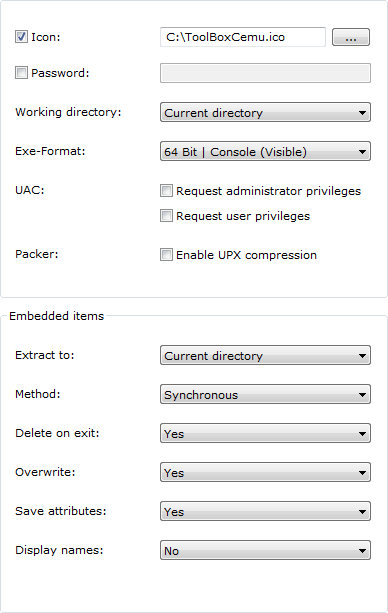 Icon: C:\ToolBoxCemu.ico ...
Password:
Working directory: Current directory
Exe-Format: 64 Bit | Console (Visible)
UAC: Request administrator privileges
Request user privileges
Packer: Enable UPX compression
Embedded items
Extract to: Current directory
Method: Synchronous
Delete on exit: Yes
Overwrite: Yes
Save attributes: Yes
Display names: No